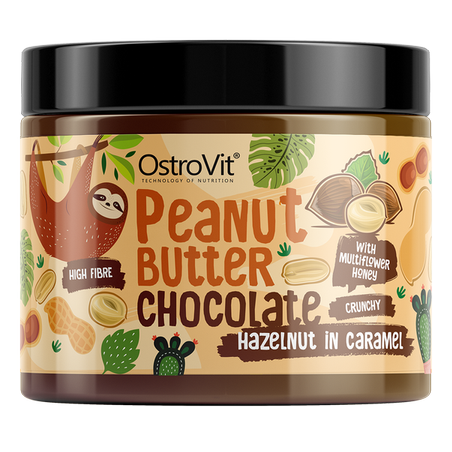 OstroVit®
TECHNOLOGY OF NUTRITION
PEANUT
BUTTER
CHOCOLATE
HIGH FIBRE
WITH
MULTIFLOWER
HONEY
CRUNCHY
HAZELNUT IN CARAMEL